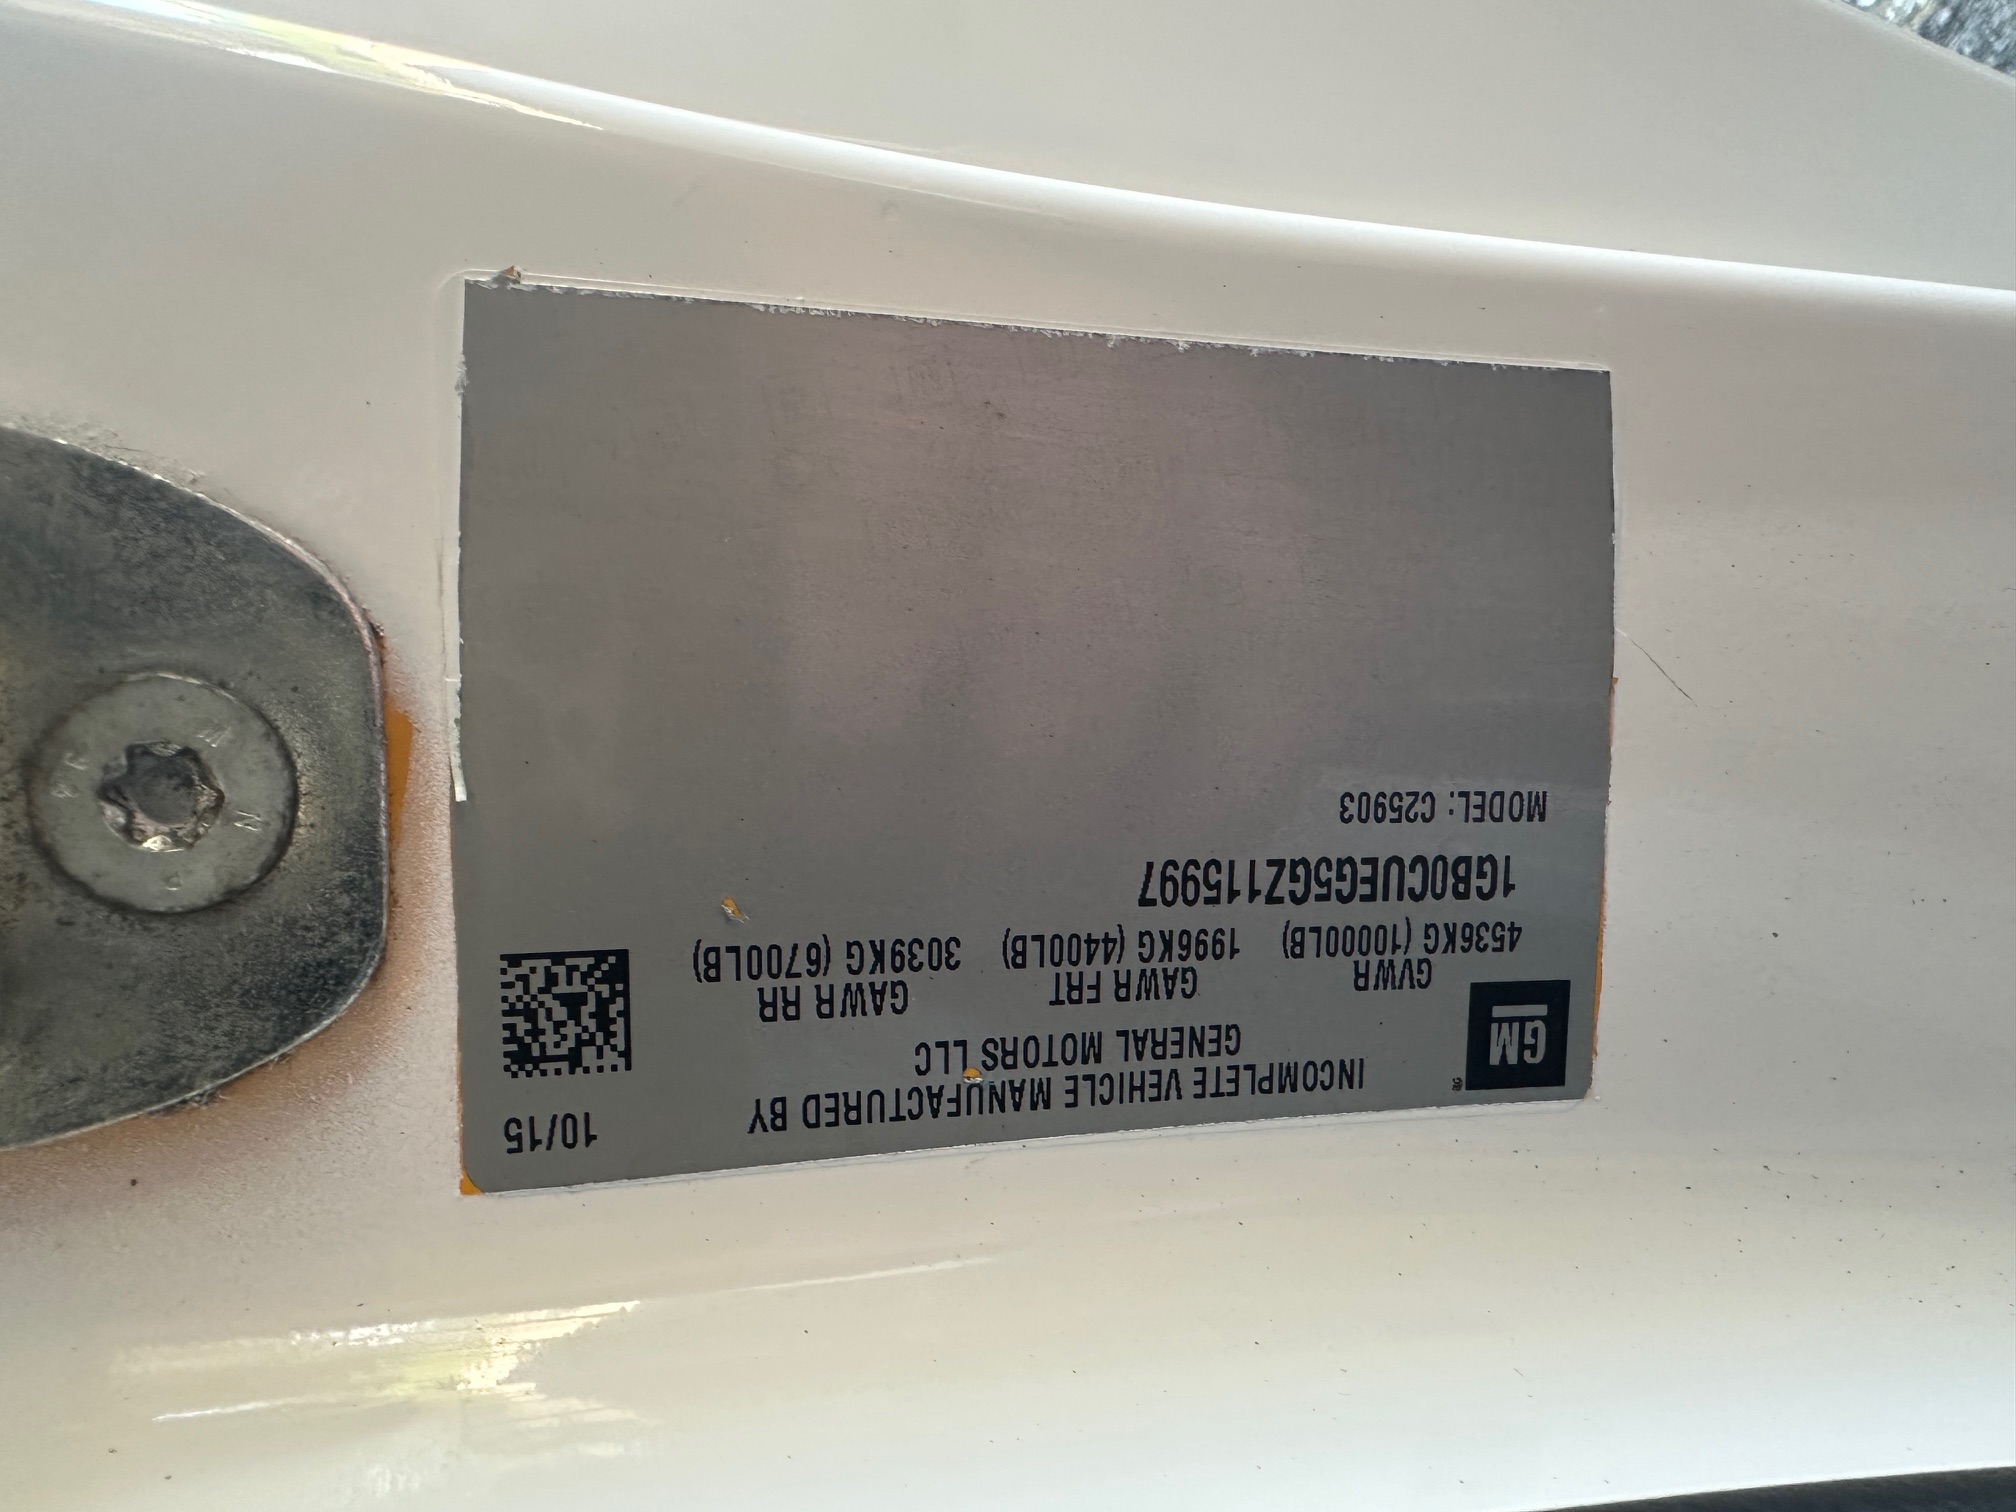 10/15
INCOMPLETE VEHICLE MANUFACTURED BY
GENERAL MOTORS LLC
GM
GVWR GAWR FRT GAWR RR
4536KG (10000LB) 1996KG (4400LB) 3039KG (6700LB)
1GB0CUEG5GZ115997
MODEL: C25903